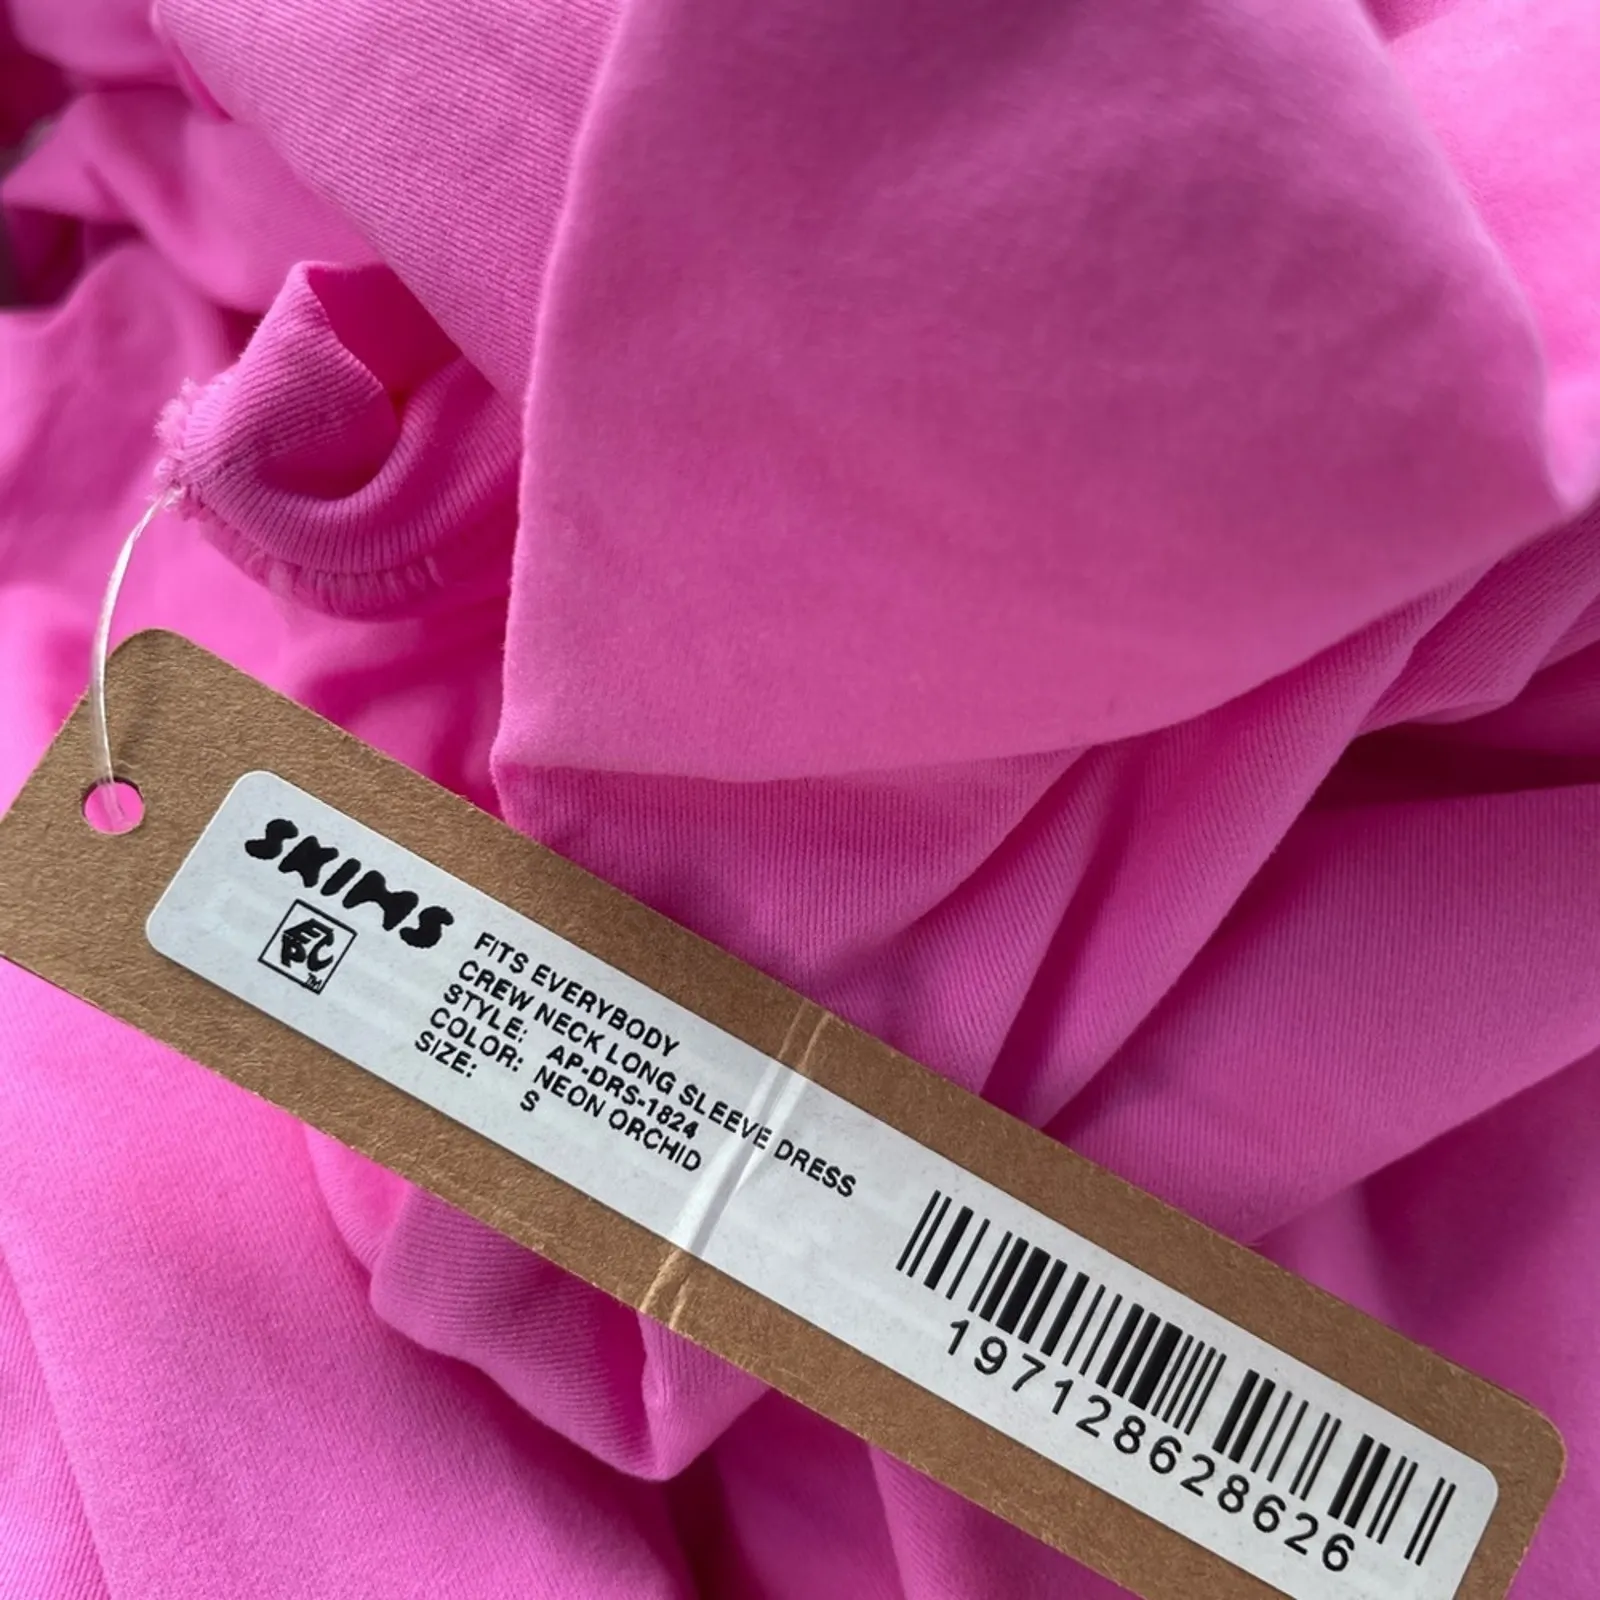 SKIMS
FITS EVERYBODY
CREW NECK LONG SLEEVE DRESS
STYLE: AP-DRS-1824
COLOR: NEON ORCHID
SIZE: S
197128628626